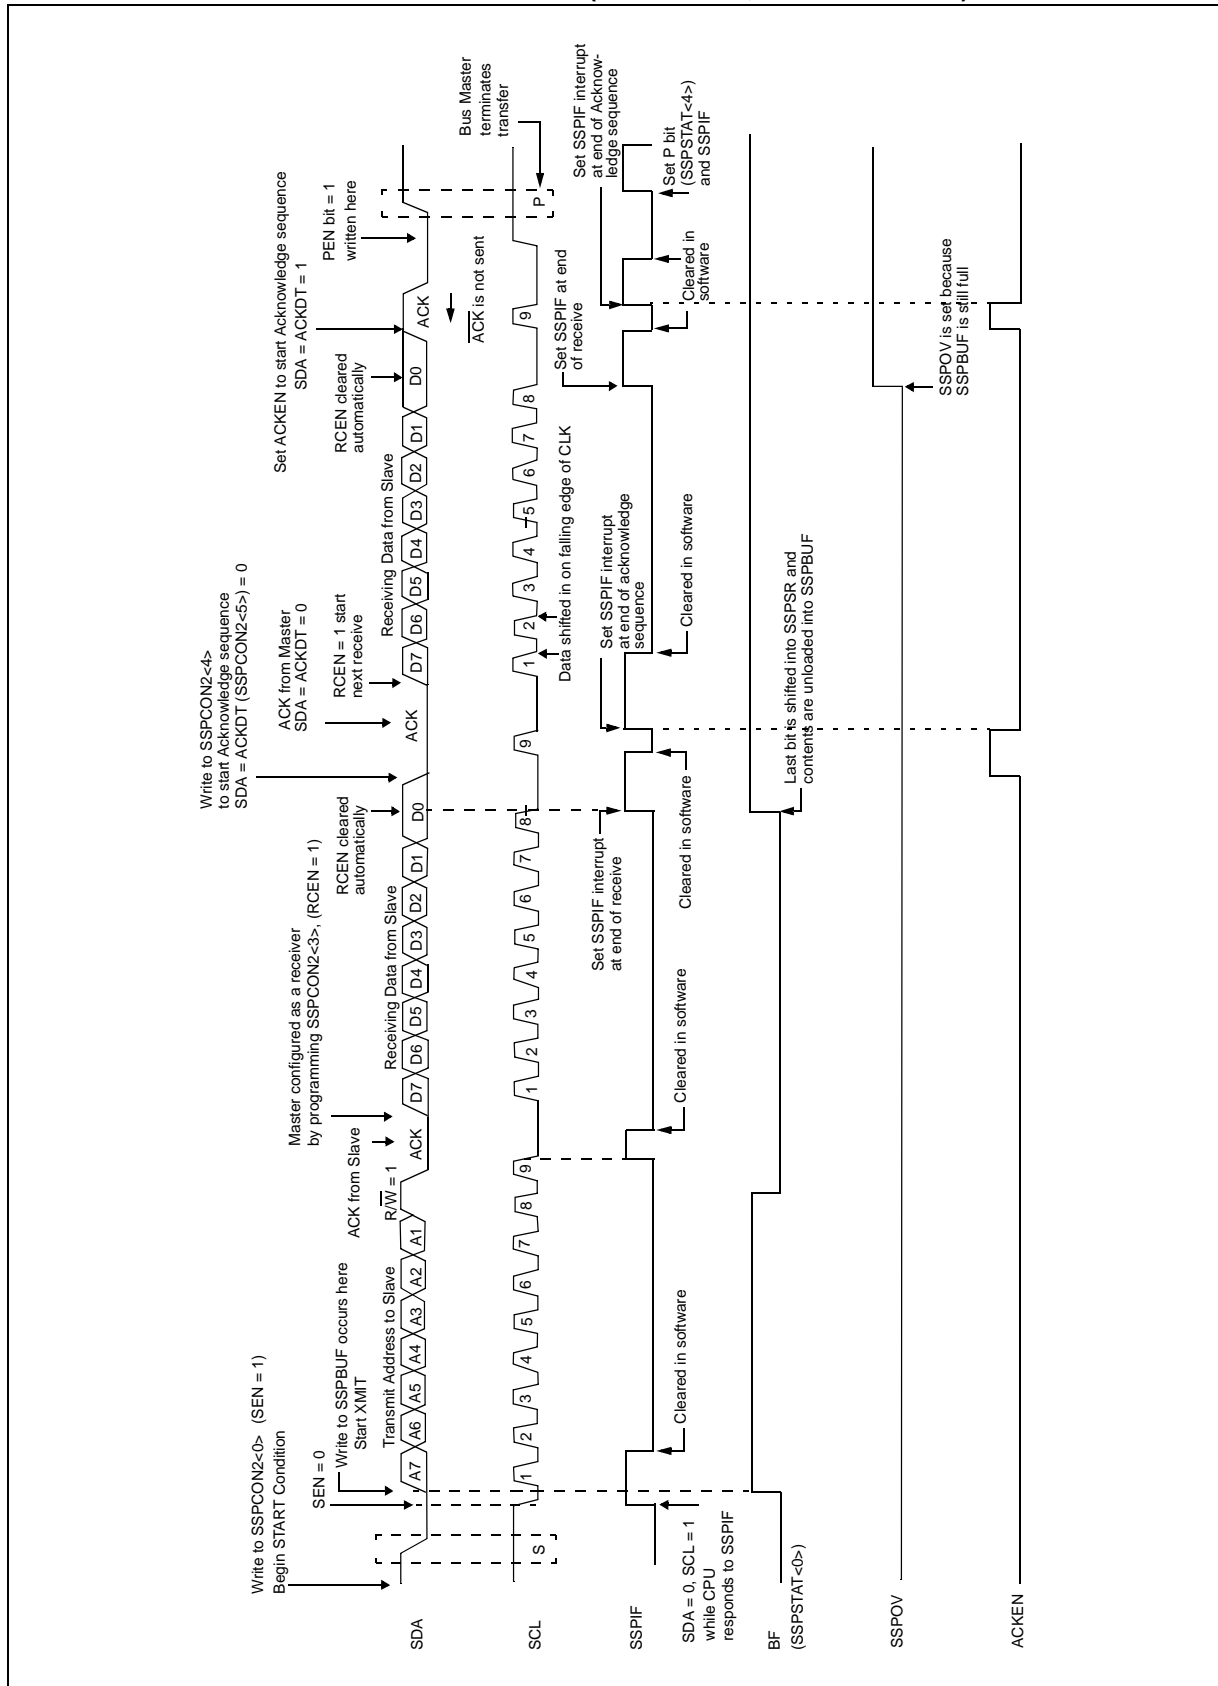 Write to SSPCON2<0> (SEN = 1)
Begin START Condition
SEN = 0
Write to SSPBUF occurs here
Start XMIT
Transmit Address to Slave
ACK from Slave
R/W = 1
Master configured as a receiver
by programming SSPCON2<3>, (RCEN = 1)
Receiving Data from Slave
RCEN cleared
automatically
Write to SSPCON2<4>
to start Acknowledge sequence
SDA = ACKDT (SSPCON2<5>) = 0
ACK from Master
SDA = ACKDT = 0
RCEN = 1 start
next receive
Receiving Data from Slave
RCEN cleared
automatically
Set ACKEN to start Acknowledge sequence
SDA = ACKDT = 1
PEN bit = 1
written here
Bus Master
terminates
transfer
SDA
A7 A6 A5 A4 A3 A2 A1
ACK
D7 D6 D5 D4 D3 D2 D1 D0
ACK
D7 D6 D5 D4 D3 D2 D1 D0
ACK
ACK is not sent
SCL
S
1 2 3 4 5 6 7 8 9
1 2 3 4 5 6 7 8 9
1 2 3 4 5 6 7 8 9
P
Data shifted in on falling edge of CLK
Set SSPIF at end
of receive
Set SSPIF interrupt
at end of Acknow-
ledge sequence
SSPIF
SDA = 0, SCL = 1
while CPU
responds to SSPIF
Cleared in software
Cleared in software
Set SSPIF interrupt
at end of receive
Cleared in software
Cleared in software
Set SSPIF interrupt
at end of acknowledge
sequence
Cleared in software
Cleared in
software
Set P bit
(SSPSTAT<4>)
and SSPIF
BF
(SSPSTAT<0>)
Last bit is shifted into SSPSR and
contents are unloaded into SSPBUF
SSPOV
SSPOV is set because
SSPBUF is still full
ACKEN